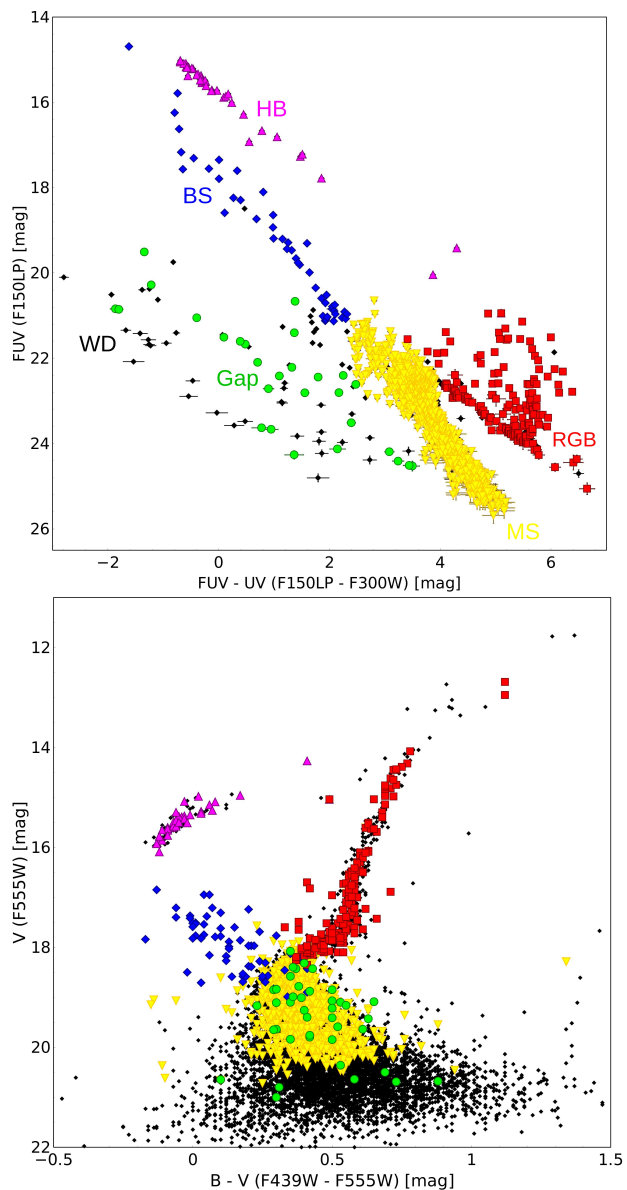 14
16
18
20
22
24
26
FUV (F150LP) [mag]
HB
BS
WD
Gap
RGB
MS
−2
0
2
4
6
FUV - UV (F150LP - F300W) [mag]
12
14
16
18
20
22
V (F555W) [mag]
−0.5
0
0.5
1
1.5
B - V (F439W - F555W) [mag]